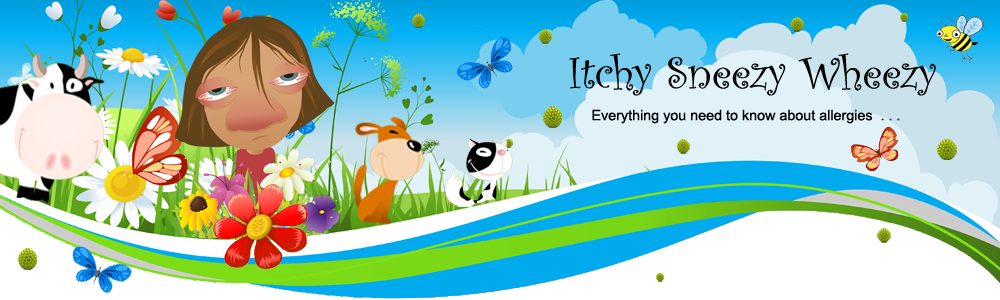 Itchy Sneezy Wheezy
Everything you need to know about allergies . . .